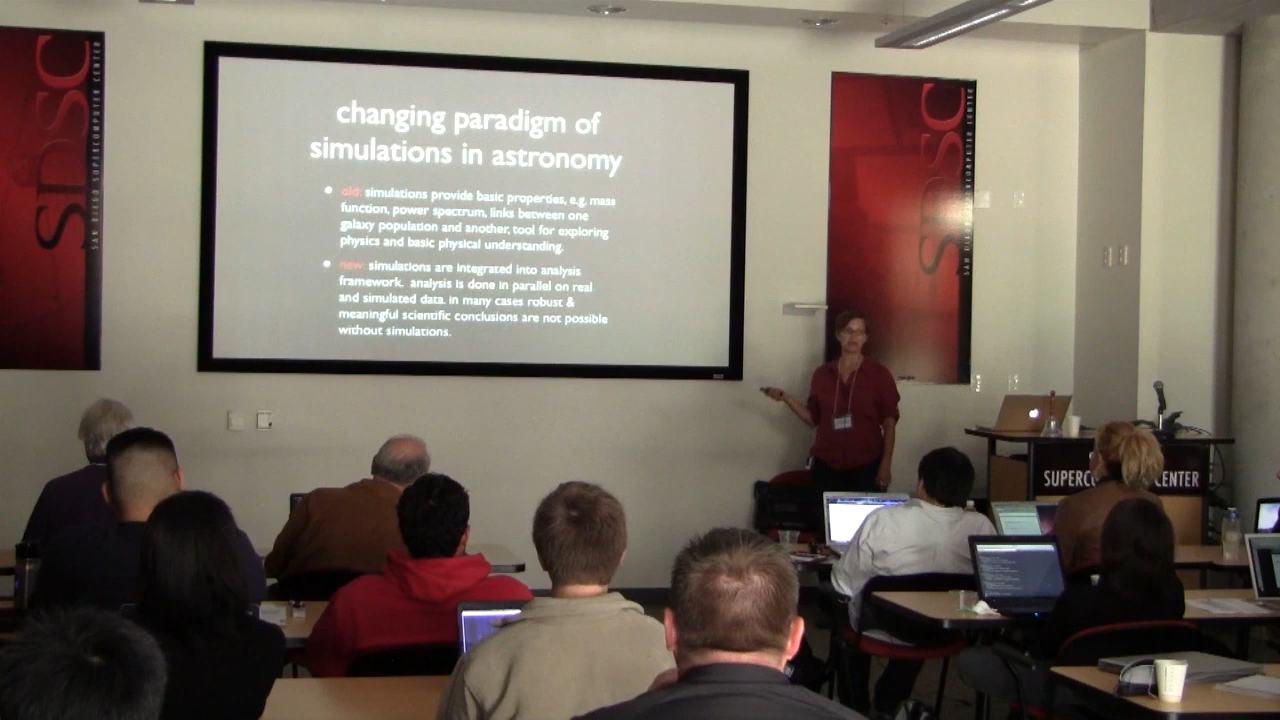 SDSC
SAN DIEGO SUPERCOMPUTER CENTER
changing paradigm of
simulations in astronomy
• old: simulations provide basic properties, e.g. mass
function, power spectrum, links between one
galaxy population and another, tool for exploring
physics and basic physical understanding.
• new: simulations are integrated into analysis
framework. analysis is done in parallel on real
and simulated data. in many cases robust &
meaningful scientific conclusions are not possible
without simulations.
SDSC
SAN DIEGO SUPERCOMPUTER CENTER
CENTER